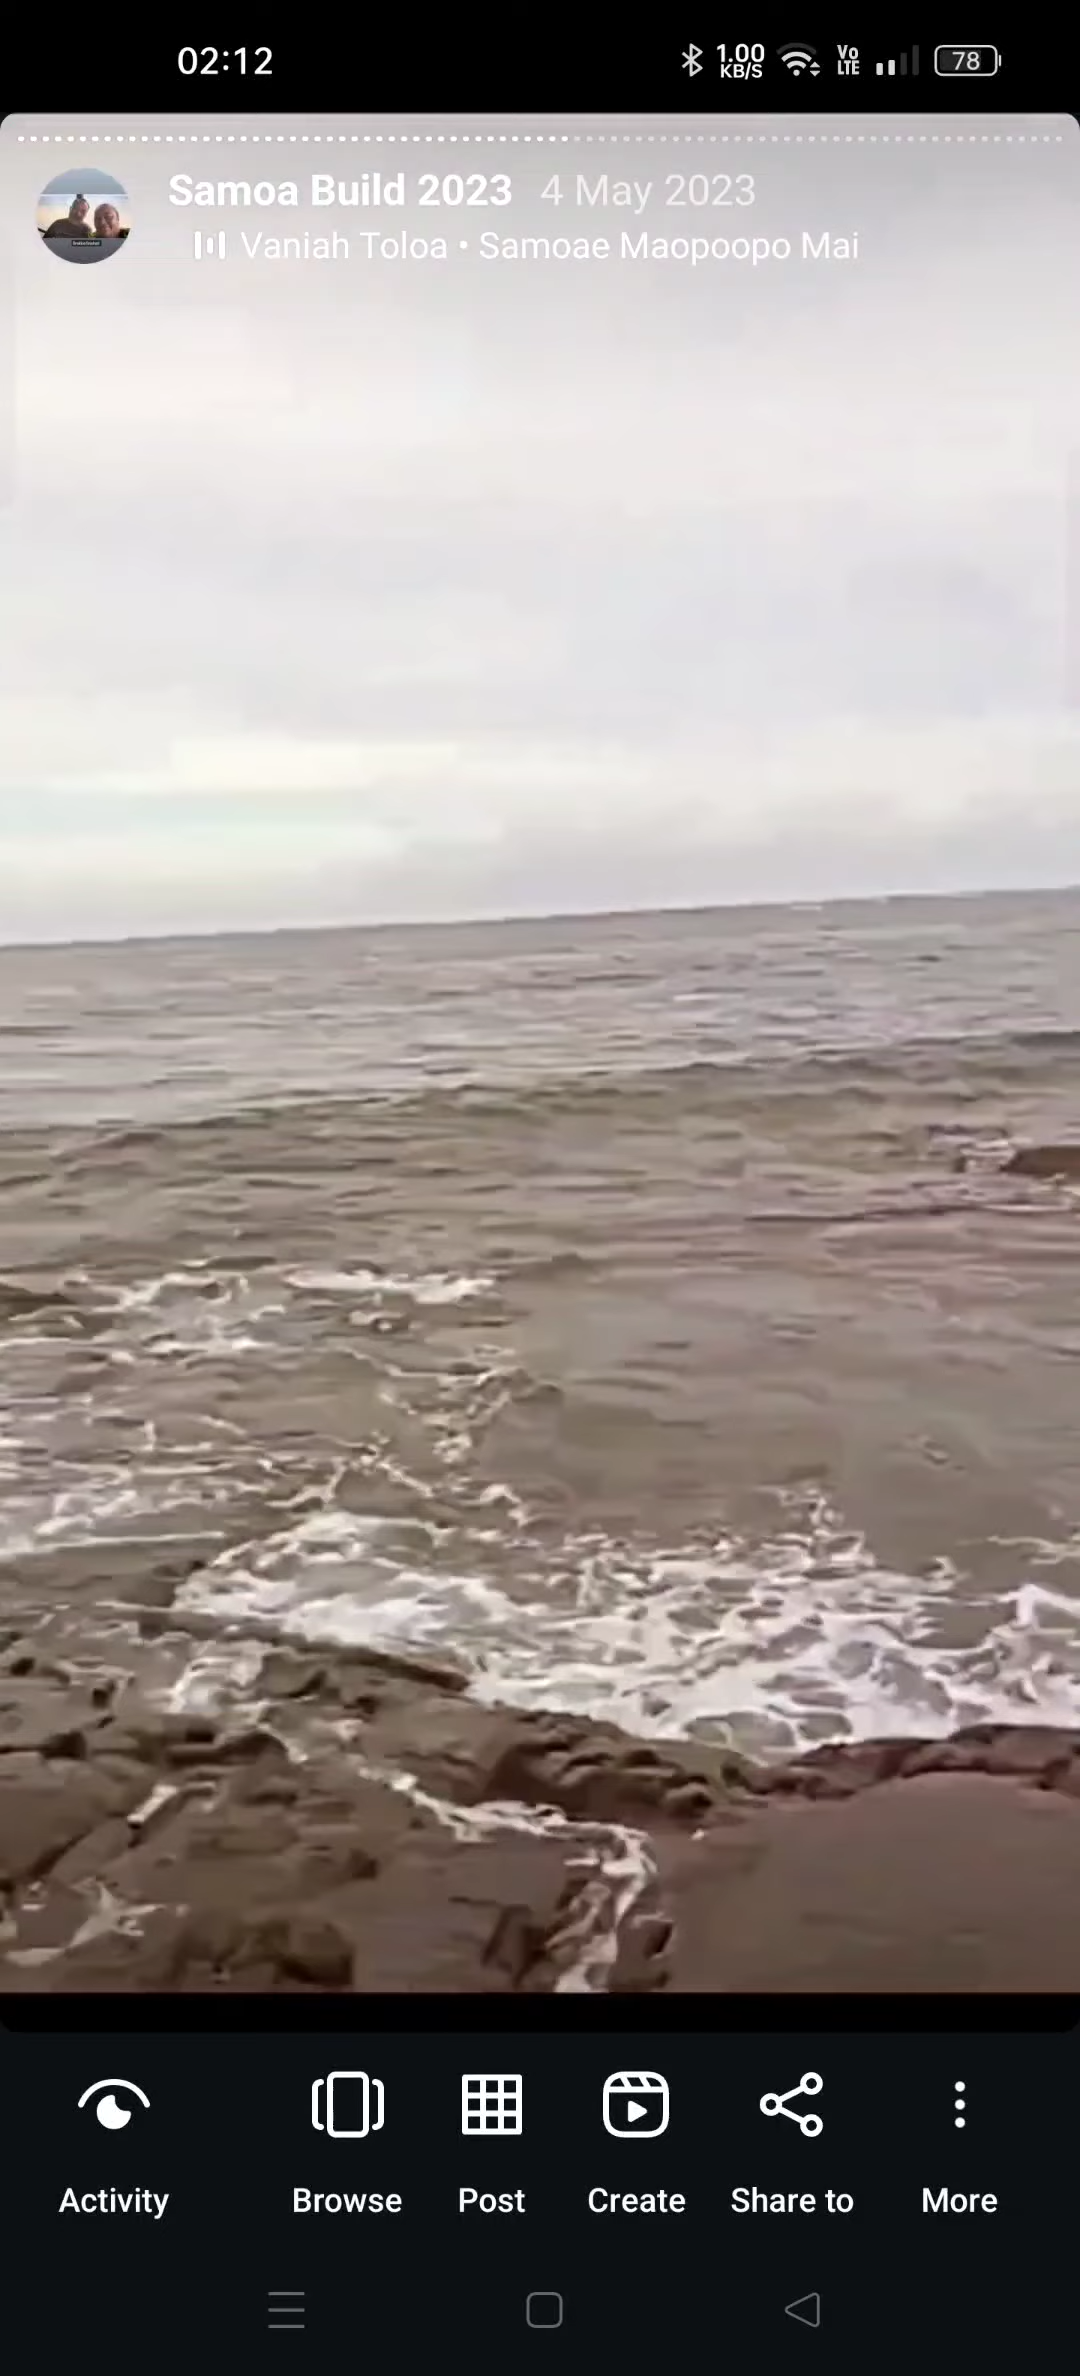 02:12
1.00
KB/S
Vo
LTE
78
Samoa Build 2023 4 May 2023
Vaniah Toloa • Samoae Maopoopo Mai
Activity
Browse
Post
Create
Share to
More